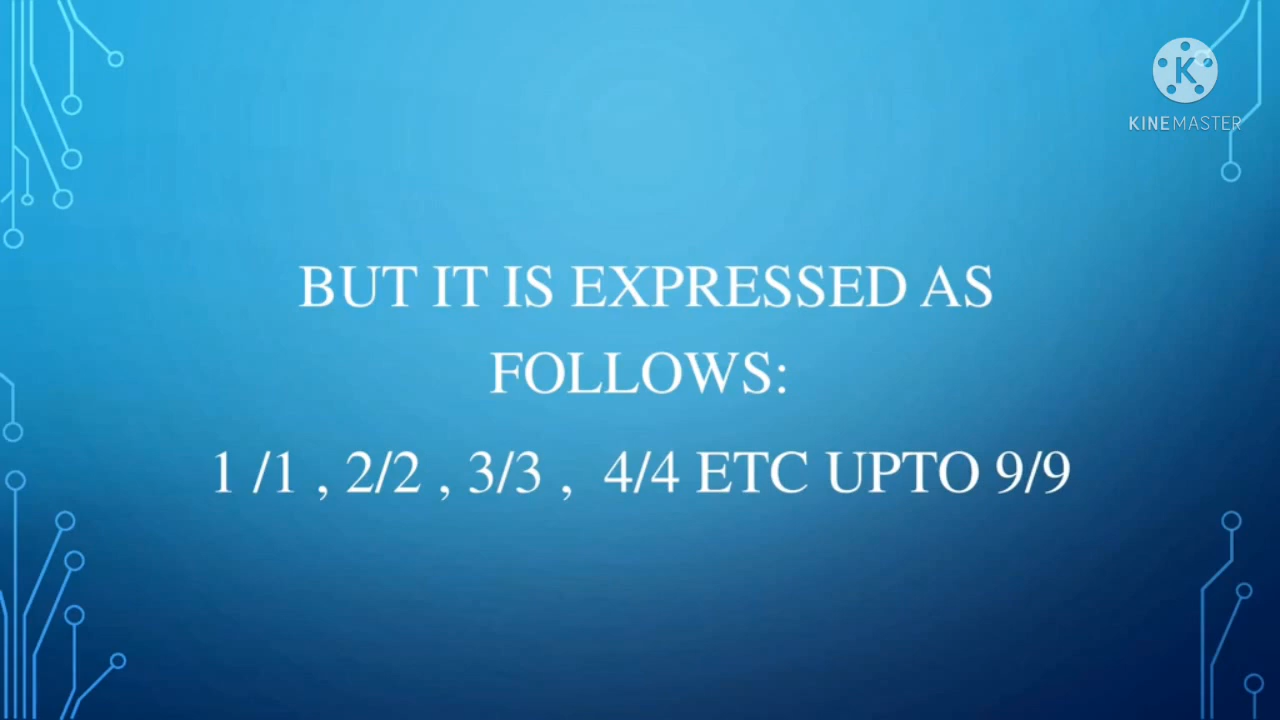 K
KINEMASTER
BUT IT IS EXPRESSED AS
FOLLOWS:
1 /1 , 2/2 , 3/3 ,  4/4 ETC UPTO 9/9